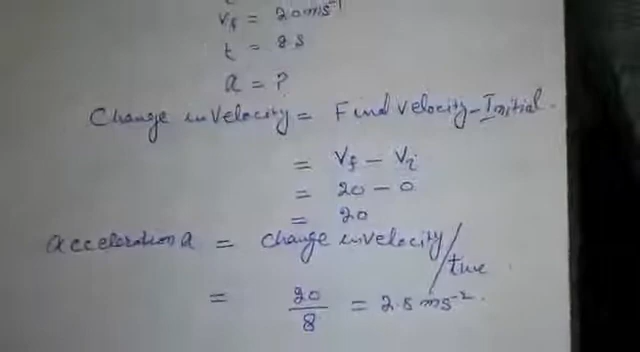 Vf = 20ms⁻¹
t = 8s
a = ?
Change in Velocity = Find velocity - Initial.
= Vf - Vi
= 20 - 0
= 20
acceleration a = change in velocity / time
= 20/8 = 2.5 ms⁻².